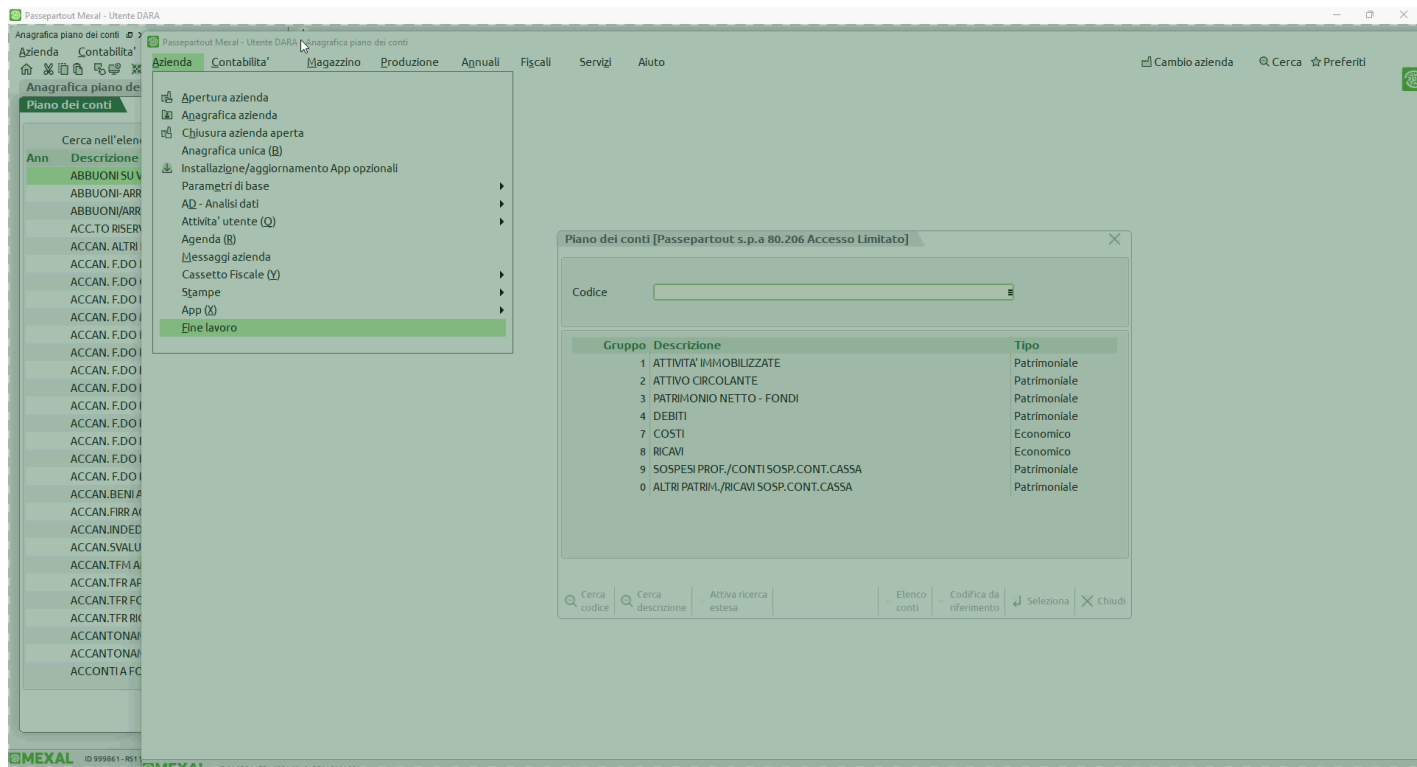 Passepartout Mexal - Utente DARA
Anagrafica piano dei conti
Azienda Contabilita'
Anagrafica piano de
Piano dei conti
Cerca nell'elen
Ann Descrizione
ABBUONI SU V
ABBUONI-ARR
ABBUONI/ARR
ACC.TO RISERV
ACCAN. ALTRI
ACCAN. F.DO
ACCAN. F.DO
ACCAN. F.DO
ACCAN. F.DO
ACCAN. F.DO
ACCAN. F.DO
ACCAN. F.DO
ACCAN. F.DO
ACCAN. F.DO
ACCAN. F.DO
ACCAN. F.DO
ACCAN. F.DO
ACCAN. F.DO
ACCAN.BENI A
ACCAN.FIRR A
ACCAN.INDED
ACCAN.SVALU
ACCAN.TFM A
ACCAN.TFR AF
ACCAN.TFR FO
ACCAN.TFR RI
ACCANTONA
ACCANTONA
ACCONTI A FO
MEXAL ID 999861 - RS1
Passepartout Mexal - Utente DARA - Anagrafica piano dei conti
Azienda Contabilita' Magazzino Produzione Annuali Fiscali Servizi Aiuto
Cambio azienda Cerca Preferiti
Apertura azienda
Anagrafica azienda
Chiusura azienda aperta
Anagrafica unica (B)
Installazione/aggiornamento App opzionali
Parametri di base
AD - Analisi dati
Attivita' utente (Q)
Agenda (R)
Messaggi azienda
Cassetto Fiscale (Y)
Stampe
App (X)
Fine lavoro
Piano dei conti [Passepartout s.p.a 80.206 Accesso Limitato]
Codice
Gruppo Descrizione Tipo
1 ATTIVITA' IMMOBILIZZATE Patrimoniale
2 ATTIVO CIRCOLANTE Patrimoniale
3 PATRIMONIO NETTO - FONDI Patrimoniale
4 DEBITI Patrimoniale
7 COSTI Economico
8 RICAVI Economico
9 SOSPESI PROF./CONTI SOSP.CONT.CASSA Patrimoniale
0 ALTRI PATRIM./RICAVI SOSP.CONT.CASSA Patrimoniale
Cerca codice
Cerca descrizione
Attiva ricerca estesa
Elenco conti
Codifica da riferimento
Seleziona
Chiudi